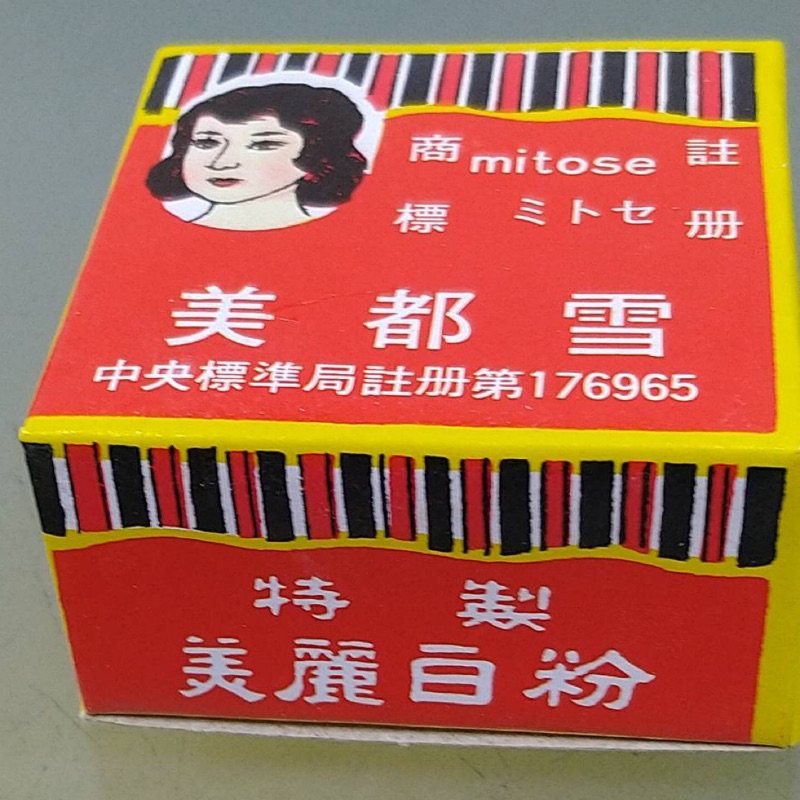 商標 mitose 註册
ミトセ
美都雪
中央標準局註册第176965
特製
美麗白粉